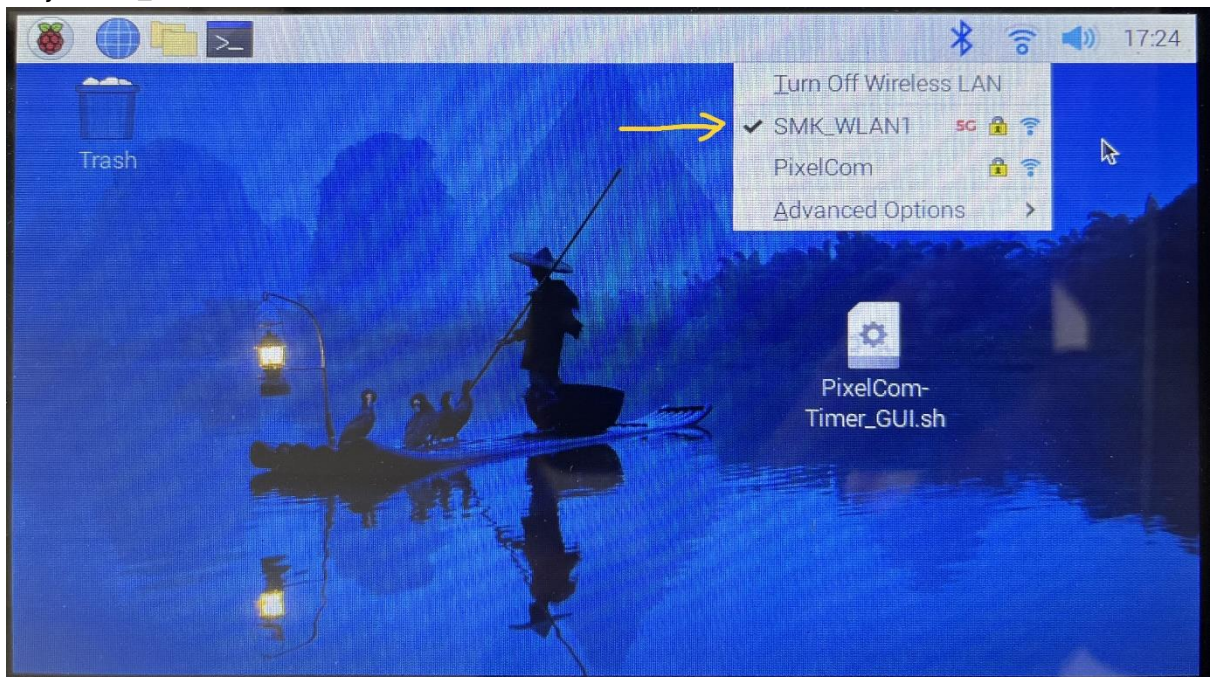 17:24
Turn Off Wireless LAN
SMK_WLAN1 5G
PixelCom
Advanced Options
Trash
PixelCom-
Timer_GUI.sh